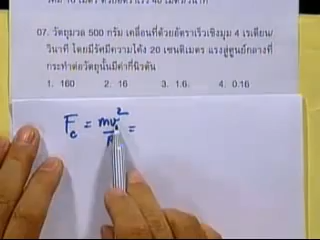 07. วัตถุมวล 500 กรัม เคลื่อนที่ด้วยอัตราเร็วเชิงมุม 4 เรเดียน/
วินาที โดยมีรัศมีความโค้ง 20 เซนติเมตร แรงสู่ศูนย์กลางที่
กระทำต่อวัตถุนั้นมีค่ากี่นิวตัน
1. 160 2. 16 3. 1.6. 4. 0.16
F_c = mv²/R =